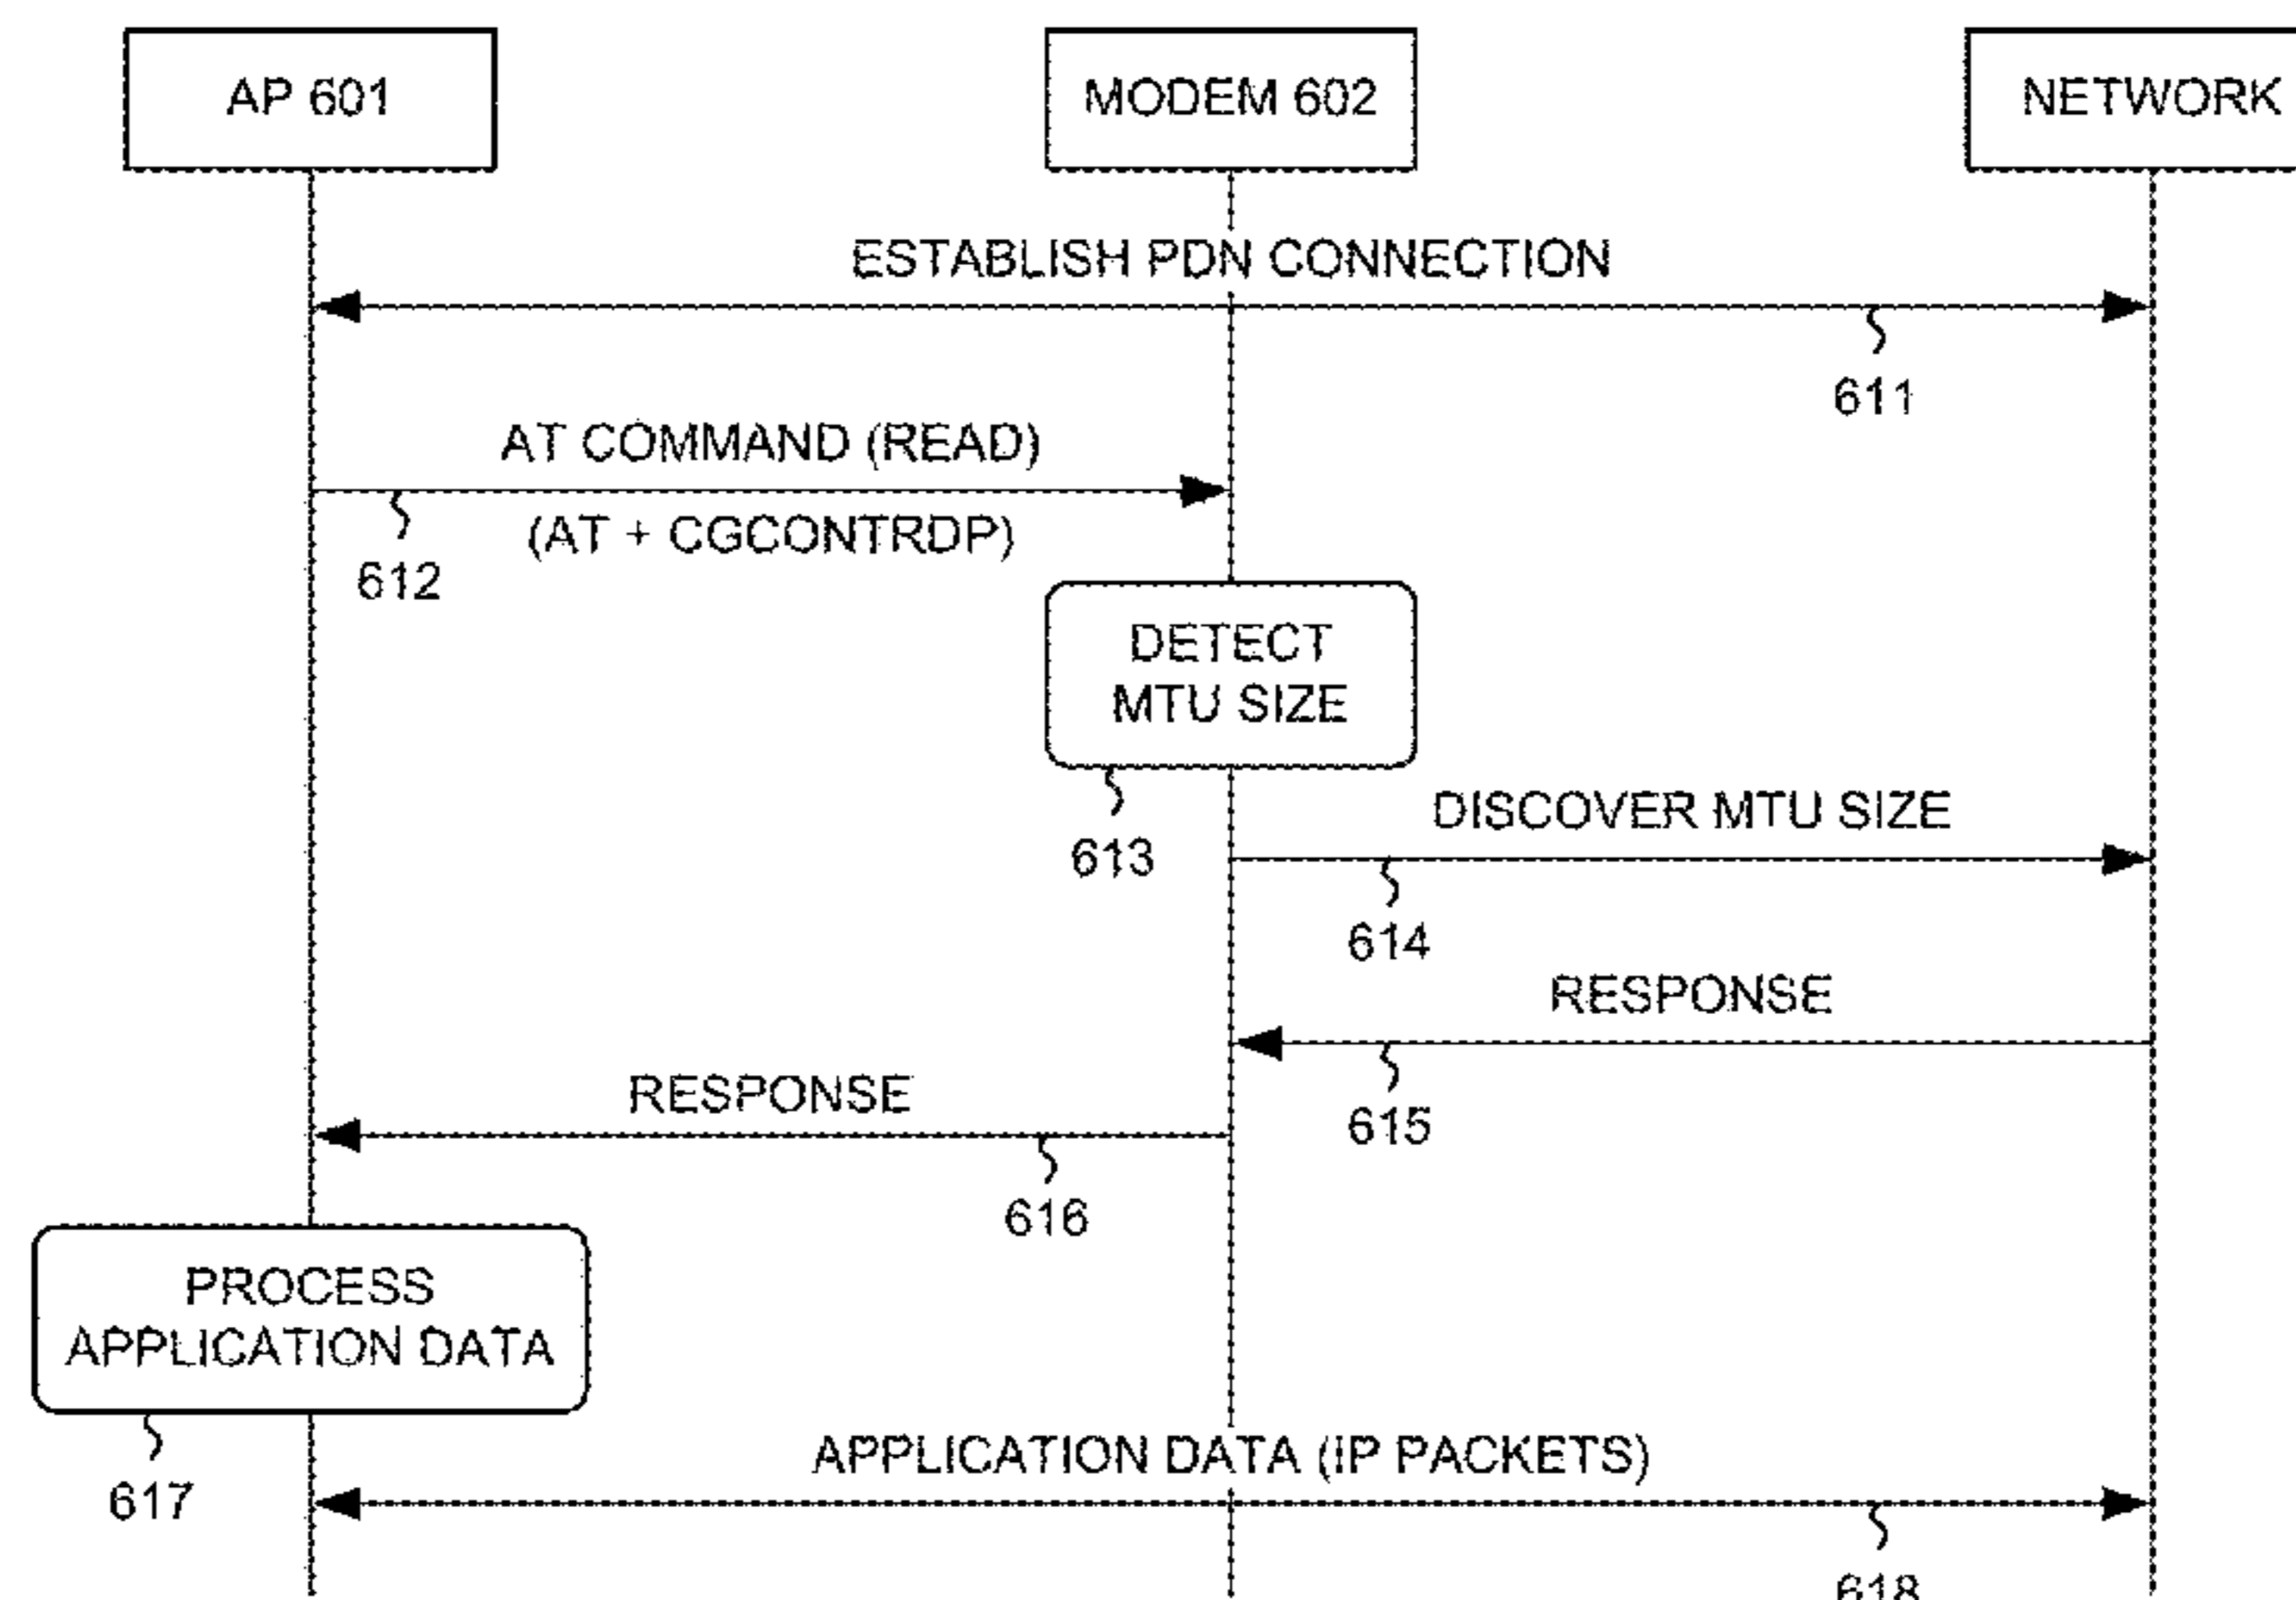 AP 601
MODEM 602
NETWORK
ESTABLISH PDN CONNECTION
611
AT COMMAND (READ)
(AT + CGCONTRDP)
612
DETECT
MTU SIZE
613
DISCOVER MTU SIZE
614
RESPONSE
615
RESPONSE
616
PROCESS
APPLICATION DATA
617
APPLICATION DATA (IP PACKETS)
618